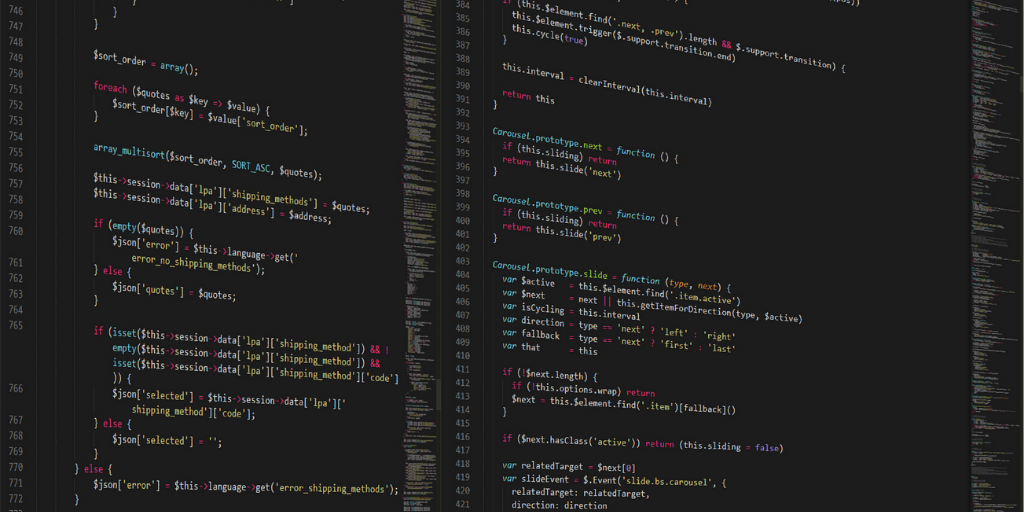 746 }
}
747
748 $sort_order = array();
749
750 foreach ($quotes as $key => $value) {
751 $sort_order[$key] = $value['sort_order'];
752 }
753
754 array_multisort($sort_order, SORT_ASC, $quotes);
755
756 $this->session->data['lpa']['shipping_methods'] = $quotes;
757 $this->session->data['lpa']['address'] = $address;
758
759 if (empty($quotes)) {
760 $json['error'] = $this->language->get('
error_no_shipping_methods');
761 } else {
762 $json['quotes'] = $quotes;
763 }
764
765 if (isset($this->session->data['lpa']['shipping_method']) && !
empty($this->session->data['lpa']['shipping_method']) &&
isset($this->session->data['lpa']['shipping_method']['code']
)) {
766 $json['selected'] = $this->session->data['lpa']['
shipping_method']['code'];
767 } else {
768 $json['selected'] = '';
769 }
770 } else {
771 $json['error'] = $this->language->get('error_shipping_methods');
772 }
if (this.$element.find('.next, .prev').length && $.support.transition) {
384 this.$element.trigger($.support.transition.end)
385 this.cycle(true)
386 }
387
388 this.interval = clearInterval(this.interval)
389
390 return this
391 }
392
393 Carousel.prototype.next = function () {
394 if (this.sliding) return
395 return this.slide('next')
396 }
397
398 Carousel.prototype.prev = function () {
399 if (this.sliding) return
400 return this.slide('prev')
401 }
402
403 Carousel.prototype.slide = function (type, next) {
404 var $active = this.$element.find('.item.active')
405 var $next = next || this.getItemForDirection(type, $active)
406 var isCycling = this.interval
407 var direction = type == 'next' ? 'left' : 'right'
408 var fallback = type == 'next' ? 'first' : 'last'
409 var that = this
410
411 if (!$next.length) {
412 if (!this.options.wrap) return
413 $next = this.$element.find('.item')[fallback]()
414 }
415
416 if ($next.hasClass('active')) return (this.sliding = false)
417
418 var relatedTarget = $next[0]
419 var slideEvent = $.Event('slide.bs.carousel', {
420 relatedTarget: relatedTarget,
421 direction: direction